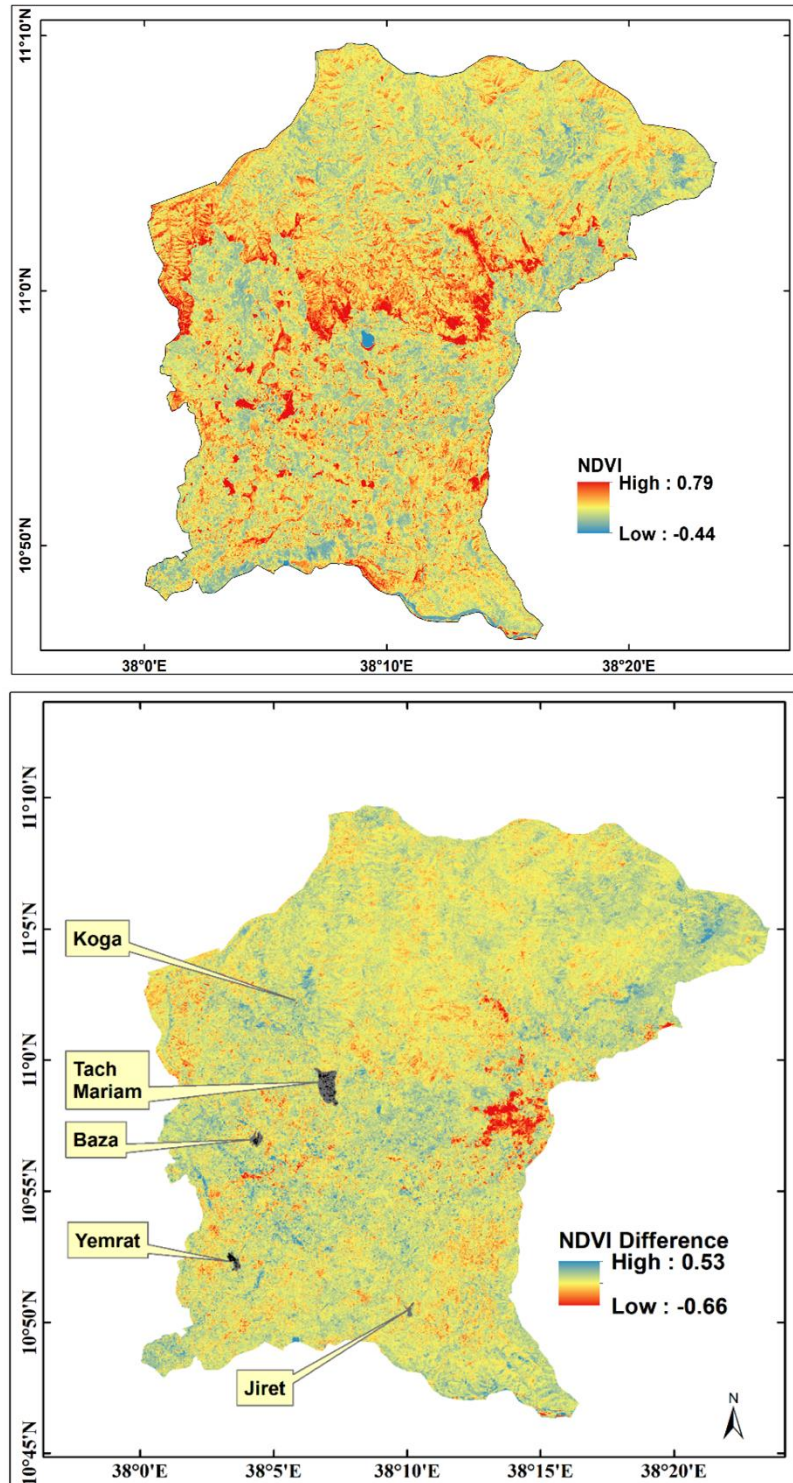 11°10'N
11°0'N
10°50'N
NDVI
High : 0.79
Low : -0.44
38°0'E
38°10'E
38°20'E
11°10'N
11°5'N
11°0'N
10°55'N
10°50'N
10°45'N
Koga
Tach
Mariam
Baza
Yemrat
Jiret
NDVI Difference
High : 0.53
Low : -0.66
N
38°0'E
38°5'E
38°10'E
38°15'E
38°20'E